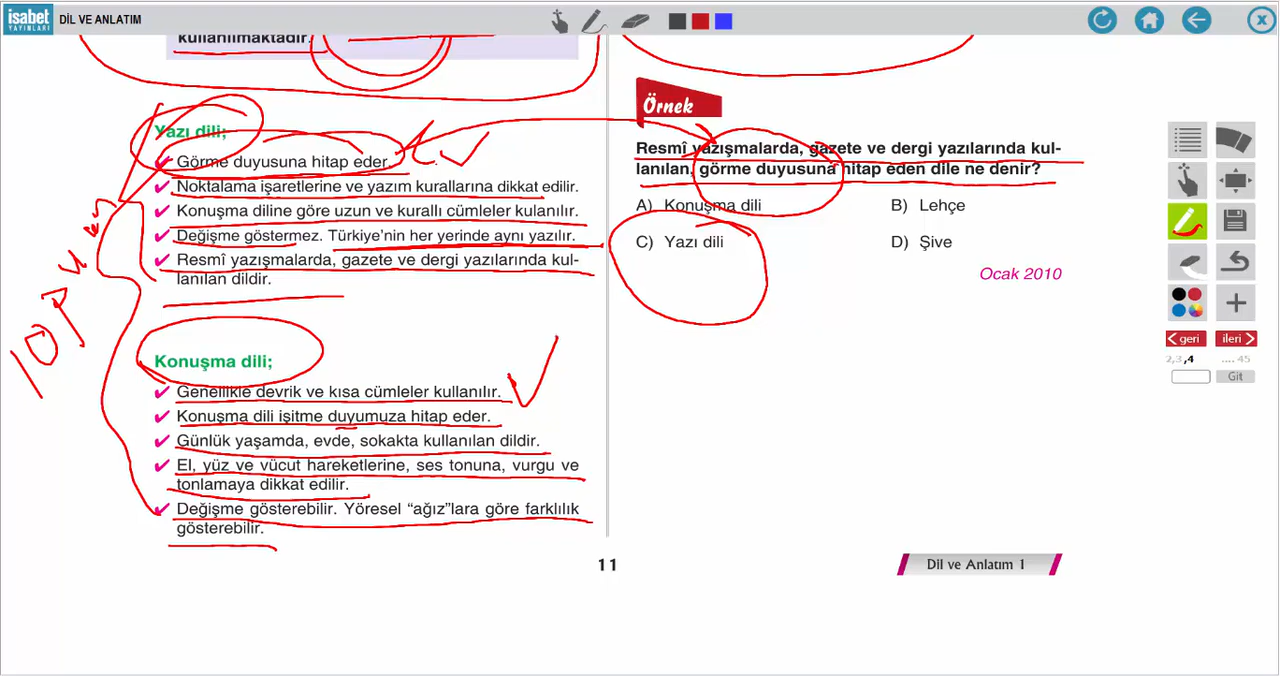 isabet
YAYINLARI
DİL VE ANLATIM
kullanılmaktadır.
Yazı dili;
✔ Görme duyusuna hitap eder.
✔ Noktalama işaretlerine ve yazım kurallarına dikkat edilir.
✔ Konuşma diline göre uzun ve kurallı cümleler kulanılır.
✔ Değişme göstermez. Türkiye'nin her yerinde aynı yazılır.
✔ Resmî yazışmalarda, gazete ve dergi yazılarında kul-
lanılan dildir.
Konuşma dili;
✔ Genellikle devrik ve kısa cümleler kullanılır.
✔ Konuşma dili işitme duyumuza hitap eder.
✔ Günlük yaşamda, evde, sokakta kullanılan dildir.
✔ El, yüz ve vücut hareketlerine, ses tonuna, vurgu ve
tonlamaya dikkat edilir.
✔ Değişme gösterebilir. Yöresel “ağız”lara göre farklılık
gösterebilir.
Örnek
Resmî yazışmalarda, gazete ve dergi yazılarında kul-
lanılan, görme duyusuna hitap eden dile ne denir?
A) Konuşma dili B) Lehçe
C) Yazı dili D) Şive
Ocak 2010
11
Dil ve Anlatım 1
geri ileri
2,3,4 .... 45
Git